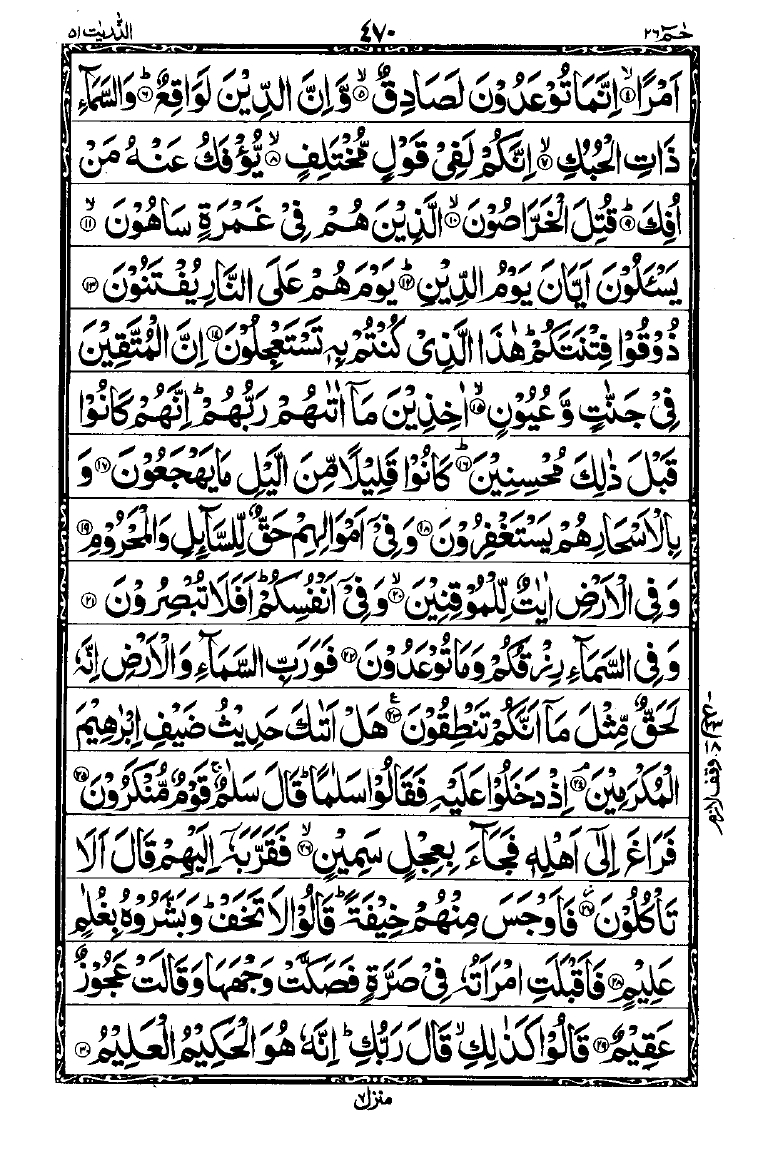 حٰمٓ ٢٦ ٤٧٠ الذّٰریٰت ٥١
اَمْرًا ۙ﴿٤﴾ اِنَّمَا تُوْعَدُوْنَ لَصَادِقٌ ۙ﴿٥﴾ وَّ اِنَّ الدِّیْنَ لَوَاقِعٌ ؕ﴿٦﴾ وَالسَّمَآءِ
ذَاتِ الْحُبُكِ ۙ﴿٧﴾ اِنَّكُمْ لَفِیْ قَوْلٍ مُّخْتَلِفٍ ۙ﴿٨﴾ یُّؤْفَكُ عَنْهُ مَنْ
اُفِكَ ؕ﴿٩﴾ قُتِلَ الْخَرّٰصُوْنَ ۙ﴿١٠﴾ الَّذِیْنَ هُمْ فِیْ غَمْرَةٍ سَاهُوْنَ ۙ﴿١١﴾
یَسْـَٔلُوْنَ اَیَّانَ یَوْمُ الدِّیْنِ ؕ﴿١٢﴾ یَوْمَ هُمْ عَلَی النَّارِ یُفْتَنُوْنَ ﴿١٣﴾
ذُوْقُوْا فِتْنَتَكُمْ ؕ هٰذَا الَّذِیْ كُنْتُمْ بِهٖ تَسْتَعْجِلُوْنَ ﴿١٤﴾ اِنَّ الْمُتَّقِیْنَ
فِیْ جَنّٰتٍ وَّ عُیُوْنٍ ۙ﴿١٥﴾ اٰخِذِیْنَ مَاۤ اٰتٰىهُمْ رَبُّهُمْ ؕ اِنَّهُمْ كَانُوْا
قَبْلَ ذٰلِكَ مُحْسِنِیْنَ ؕ﴿١٦﴾ كَانُوْا قَلِیْلًا مِّنَ الَّیْلِ مَا یَهْجَعُوْنَ ﴿١٧﴾ وَ
بِالْاَسْحَارِ هُمْ یَسْتَغْفِرُوْنَ ﴿١٨﴾ وَ فِیْۤ اَمْوَالِهِمْ حَقٌّ لِّلسَّآىِٕلِ وَالْمَحْرُوْمِ ﴿١٩﴾
وَ فِی الْاَرْضِ اٰیٰتٌ لِّلْمُوْقِنِیْنَ ۙ﴿٢٠﴾ وَ فِیْۤ اَنْفُسِكُمْ ؕ اَفَلَا تُبْصِرُوْنَ ﴿٢١﴾
وَ فِی السَّمَآءِ رِزْقُكُمْ وَمَا تُوْعَدُوْنَ ﴿٢٢﴾ فَوَرَبِّ السَّمَآءِ وَ الْاَرْضِ اِنَّهٗ
لَحَقٌّ مِّثْلَ مَاۤ اَنَّكُمْ تَنْطِقُوْنَ ۠﴿٢٣﴾ هَلْ اَتٰىكَ حَدِیْثُ ضَیْفِ اِبْرٰهِیْمَ
الْمُكْرَمِیْنَ ۘ﴿٢٤﴾ اِذْ دَخَلُوْا عَلَیْهِ فَقَالُوْا سَلٰمًا ؕ قَالَ سَلٰمٌ ۚ قَوْمٌ مُّنْكَرُوْنَ ﴿٢٥﴾
فَرَاغَ اِلٰۤی اَهْلِهٖ فَجَآءَ بِعِجْلٍ سَمِیْنٍ ۙ﴿٢٦﴾ فَقَرَّبَهٗۤ اِلَیْهِمْ قَالَ اَلَا
تَاْكُلُوْنَ ؗ﴿٢٧﴾ فَاَوْجَسَ مِنْهُمْ خِیْفَةً ؕ قَالُوْا لَا تَخَفْ ؕ وَ بَشَّرُوْهُ بِغُلٰمٍ
عَلِیْمٍ ﴿٢٨﴾ فَاَقْبَلَتِ امْرَاَتُهٗ فِیْ صَرَّةٍ فَصَكَّتْ وَجْهَهَا وَ قَالَتْ عَجُوْزٌ
عَقِیْمٌ ﴿٢٩﴾ قَالُوْا كَذٰلِكِ ۙ قَالَ رَبُّكِ ؕ اِنَّهٗ هُوَ الْحَكِیْمُ الْعَلِیْمُ ﴿٣٠﴾
وقف لازم
منزل ٧